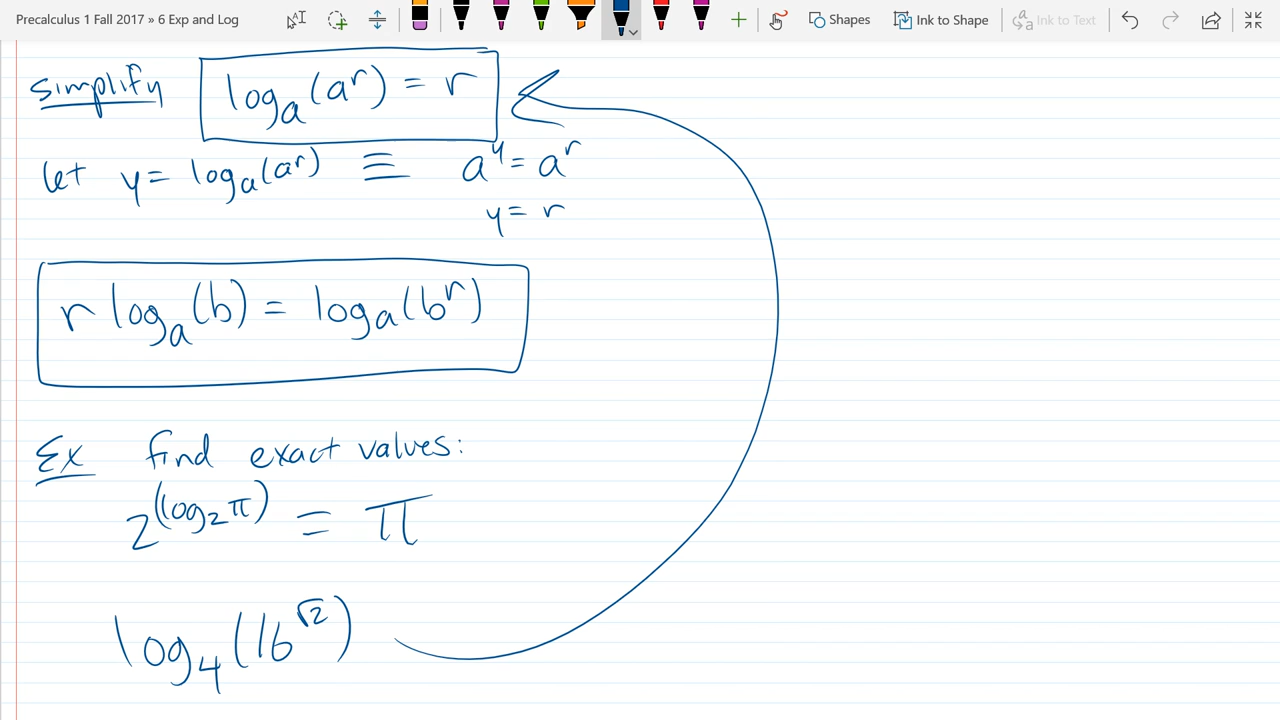 Precalculus 1 Fall 2017 » 6 Exp and Log
Shapes
Ink to Shape
Ink to Text
simplify log_a(a^r) = r
let y = log_a(a^r) ≡ a^y = a^r
y = r
r log_a(b) = log_a(b^r)
Ex find exact values:
2^(log_2 π) = π
log_4(16^√2)